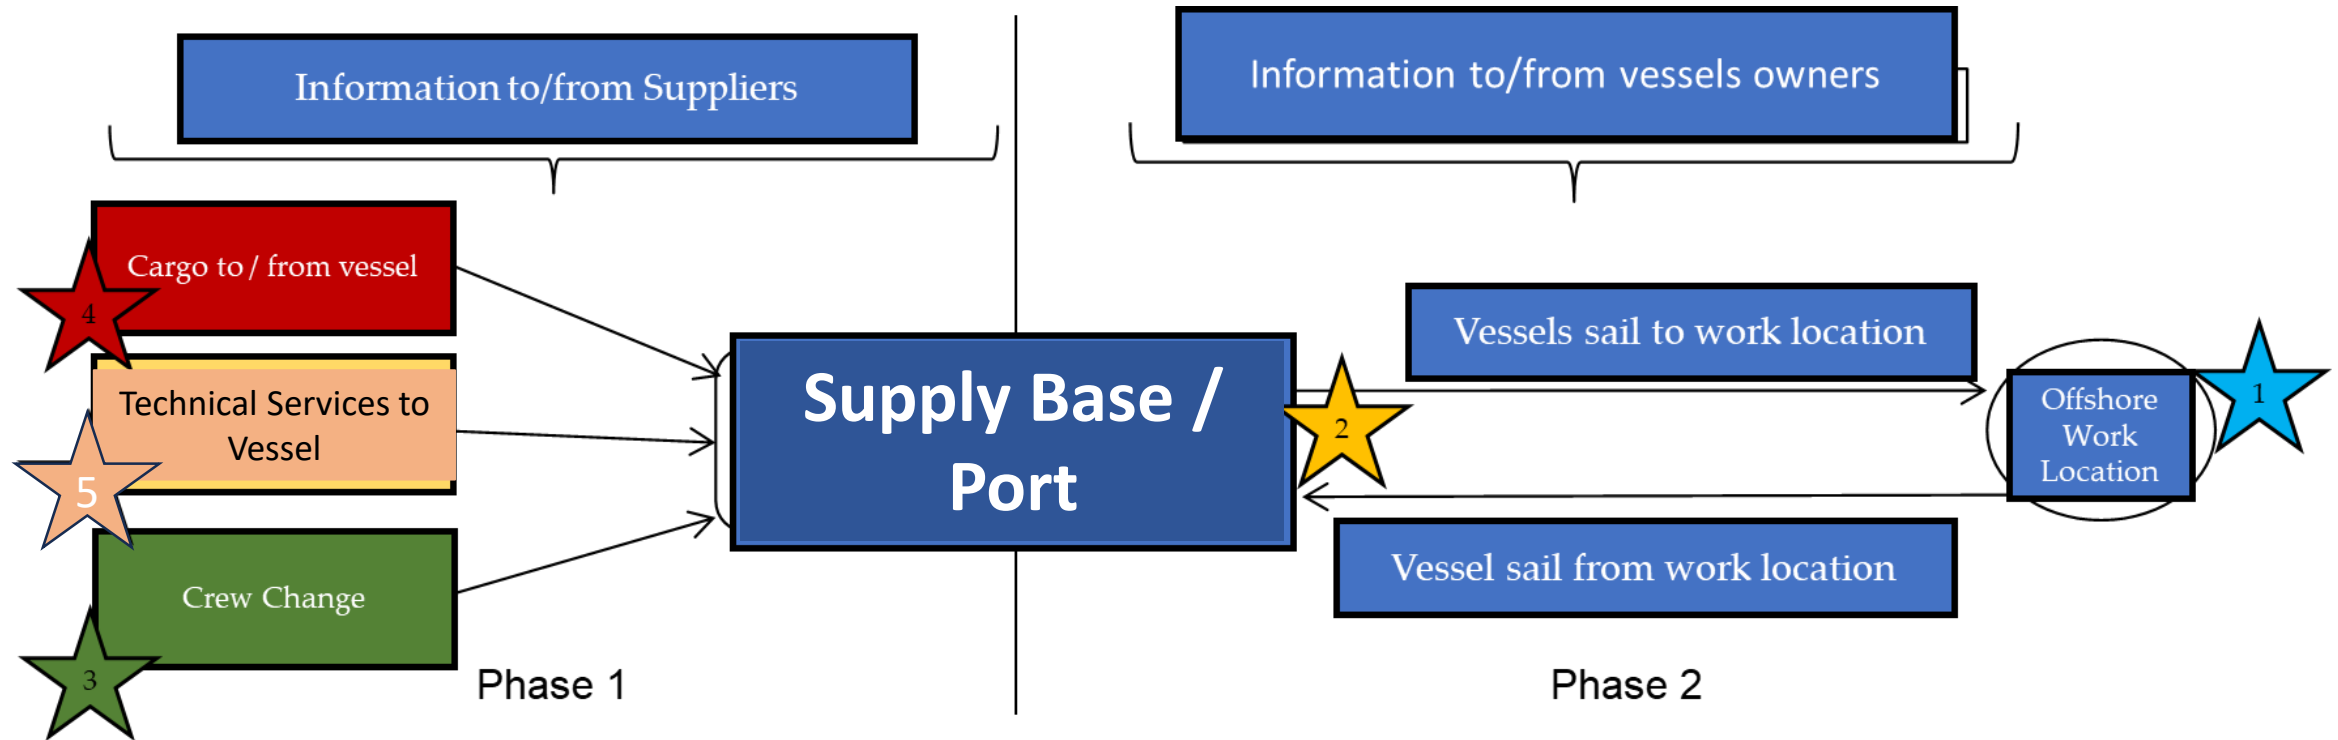 Information to/from Suppliers
Information to/from vessels owners
Cargo to / from vessel
4
Technical Services to
Vessel
5
Crew Change
3
Phase 1
Supply Base /
Port
2
Vessels sail to work location
Offshore
Work
Location
1
Vessel sail from work location
Phase 2